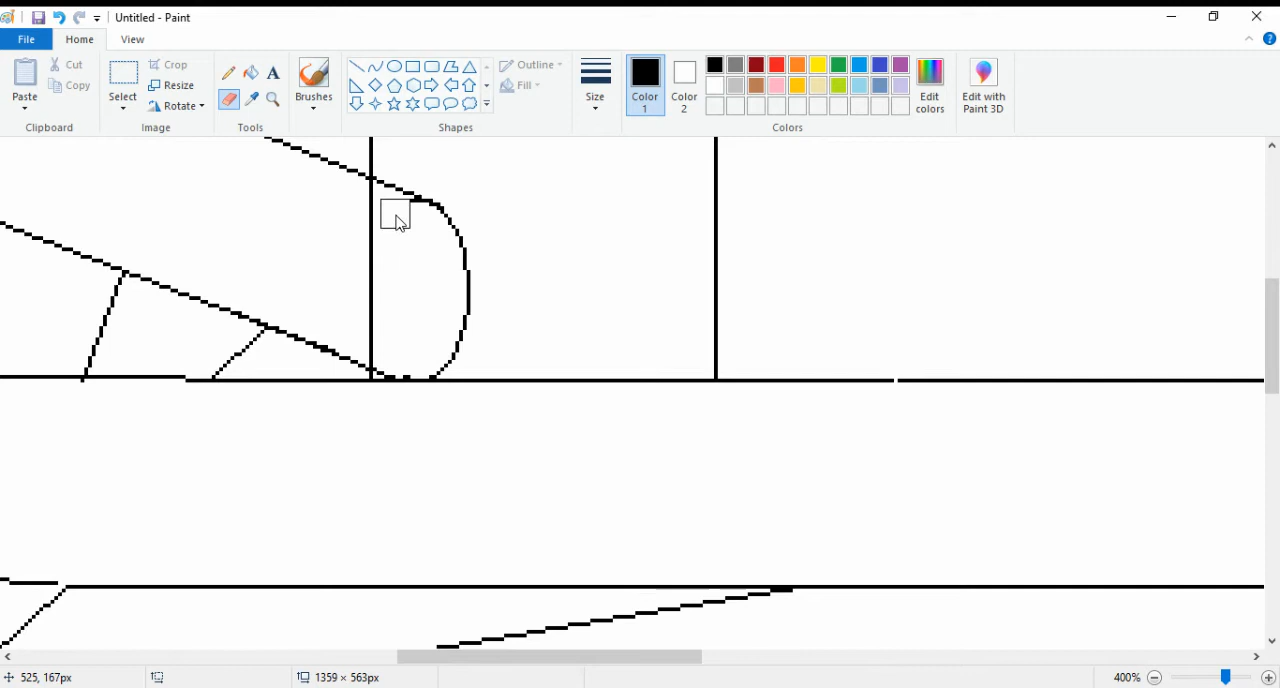 Untitled - Paint
File Home View
Paste Cut Copy
Clipboard
Select Crop Resize Rotate
Image
Tools
Brushes
Outline Fill
Shapes
Size
Color 1
Color 2
Edit colors
Colors
Edit with Paint 3D
525, 167px 1359 × 563px 400%